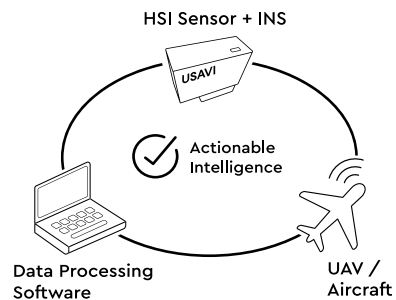 HSI Sensor + INS
USAVI
Actionable
Intelligence
Data Processing
Software
UAV /
Aircraft